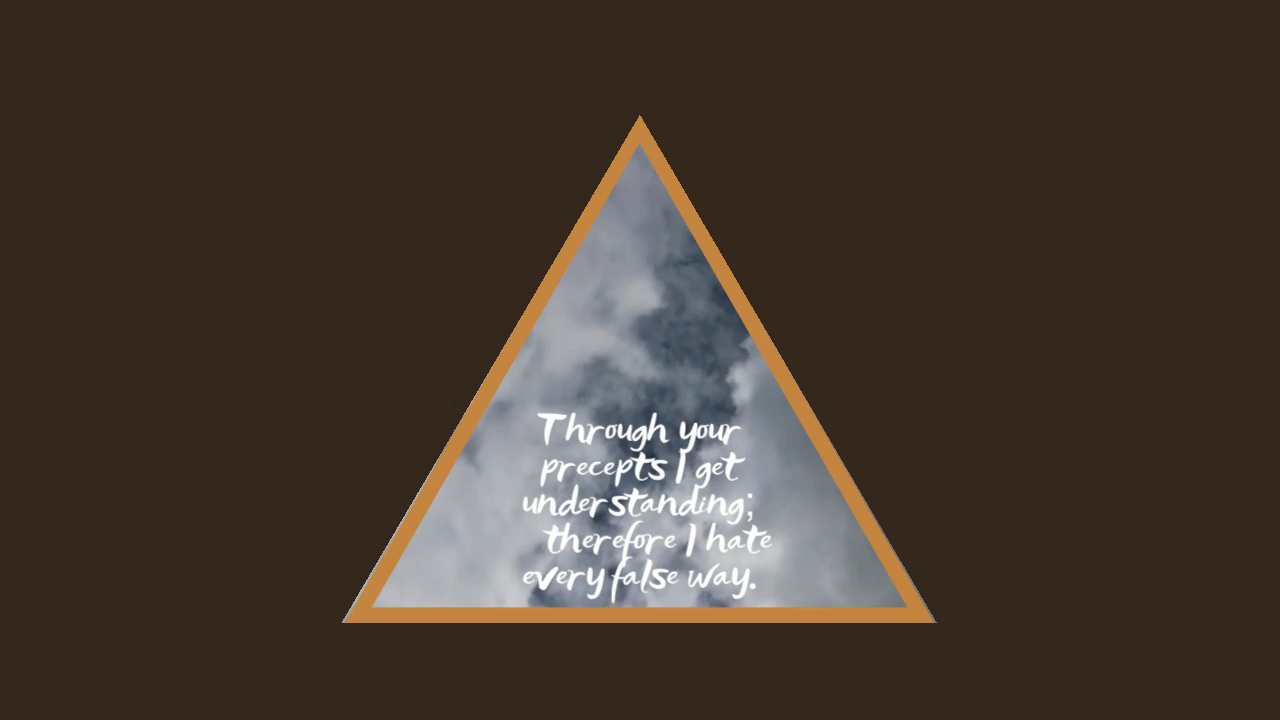 Through your
precepts I get
understanding;
therefore I hate
every false way.